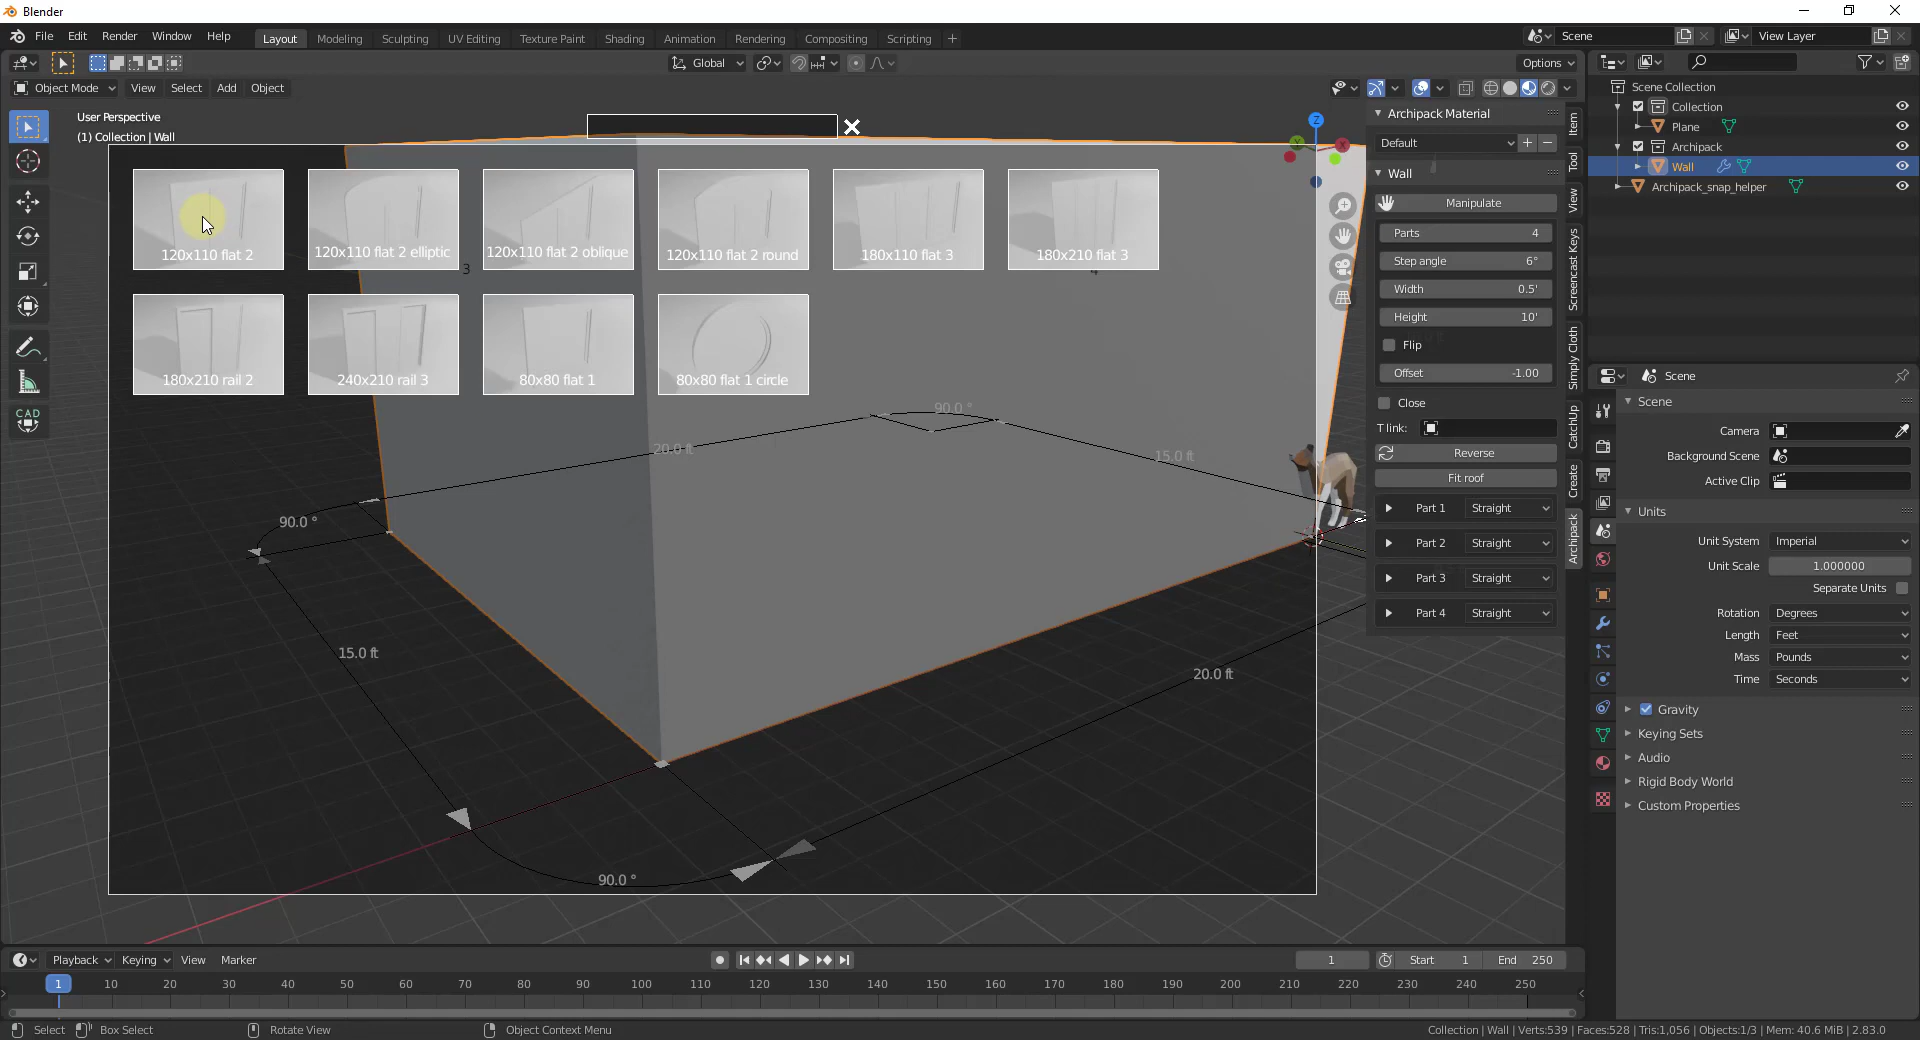 Blender
File Edit Render Window Help
Layout Modeling Sculpting UV Editing Texture Paint Shading Animation Rendering Compositing Scripting +
Scene
View Layer
Global
Options
Object Mode View Select Add Object
User Perspective
(1) Collection | Wall
120x110 flat 2
120x110 flat 2 elliptic
120x110 flat 2 oblique
120x110 flat 2 round
180x110 flat 3
180x210 flat 3
180x210 rail 2
240x210 rail 3
80x80 flat 1
80x80 flat 1 circle
3
90.0 °
20.0 ft
15.0 ft
90.0 °
15.0 ft
20.0 ft
90.0 °
Z
Archipack Material
Default
Wall
Manipulate
Parts 4
Step angle 6°
Width 0.5'
Height 10'
Flip
Offset -1.00
Close
T link:
Reverse
Fit roof
Part 1 Straight
Part 2 Straight
Part 3 Straight
Part 4 Straight
Item
Tool
View
Screencast Keys
Simply Cloth
CatchUp
Create
Archipack
CAD
Scene Collection
Collection
Plane
Archipack
Wall
Archipack_snap_helper
Scene
Scene
Camera
Background Scene
Active Clip
Units
Unit System Imperial
Unit Scale 1.000000
Separate Units
Rotation Degrees
Length Feet
Mass Pounds
Time Seconds
Gravity
Keying Sets
Audio
Rigid Body World
Custom Properties
Playback Keying View Marker
1
Start 1
End 250
1 10 20 30 40 50 60 70 80 90 100 110 120 130 140 150 160 170 180 190 200 210 220 230 240 250
Select Box Select Rotate View Object Context Menu
Collection | Wall | Verts:539 | Faces:528 | Tris:1,056 | Objects:1/3 | Mem: 40.6 MiB | 2.83.0